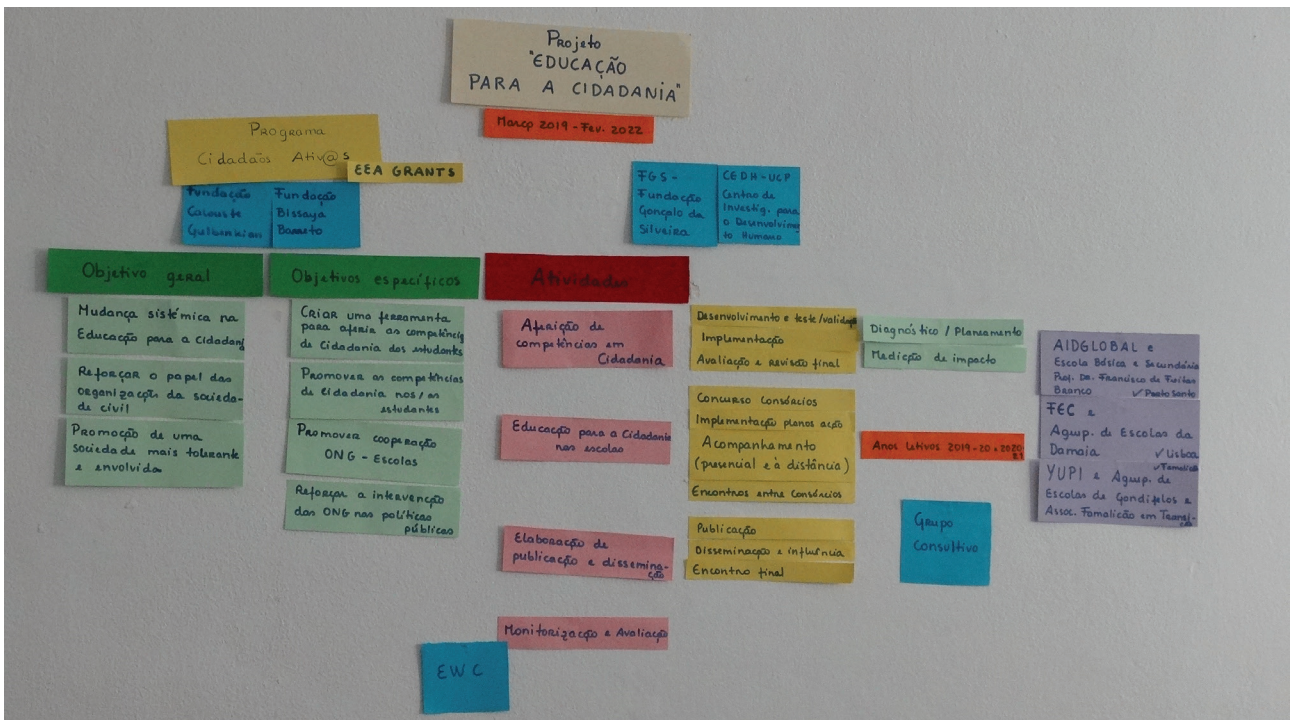 Projeto
"EDUCAÇÃO
PARA A CIDADANIA"
Março 2019 - Fev. 2022
Programa
Cidadãos Ativ@s
EEA GRANTS
Fundação
Calouste
Gulbenkian
Fundação
Bissaya
Barreto
FGS -
Fundação
Gonçalo da
Silveira
CEDH-UCP
Centro de
Investig. para
o Desenvolvimen
to Humano
Objetivo geral
Mudança sistémica na
Educação para a Cidadan
Reforçar o papel das
organizações da socieda-
de civil
Promoção de uma
sociedade mais tolerante
e envolvida
Objetivos específicos
Criar uma ferramenta
para aferir as competência
de Cidadania dos estudantes
Promover as competências
de Cidadania nos/as
estudantes
Promover cooperação
ONG - Escolas
Reforçar a intervenção
das ONG nas políticas
públicas
Atividades
Aferição de
competências em
Cidadania
Educação para a Cidadania
nas escolas
Elaboração de
publicação e dissemina-
ção
Monitorização e Avaliação
EWC
Desenvolvimento e teste/validação
Implementação
Avaliação e revisão final
Concurso Consórcios
Implementação planos ação
Acompanhamento
(presencial e à distância)
Encontros entre Consórcios
Publicação
Disseminação e influência
Encontro final
Diagnóstico / Planeamento
Medição de impacto
Anos letivos 2019-20 e 2020-
21
Grupo
Consultivo
AIDGLOBAL e
Escola Básica e Secundária
Prof. Dr. Francisco de Freitas
Branco ✓ Porto Santo
FEC e
Agrup. de Escolas da
Damaia ✓ Lisboa
✓ Famalicão
YUPI e Agrup. de
Escolas de Gondifelos e
Assoc. Famalicão em Transi-